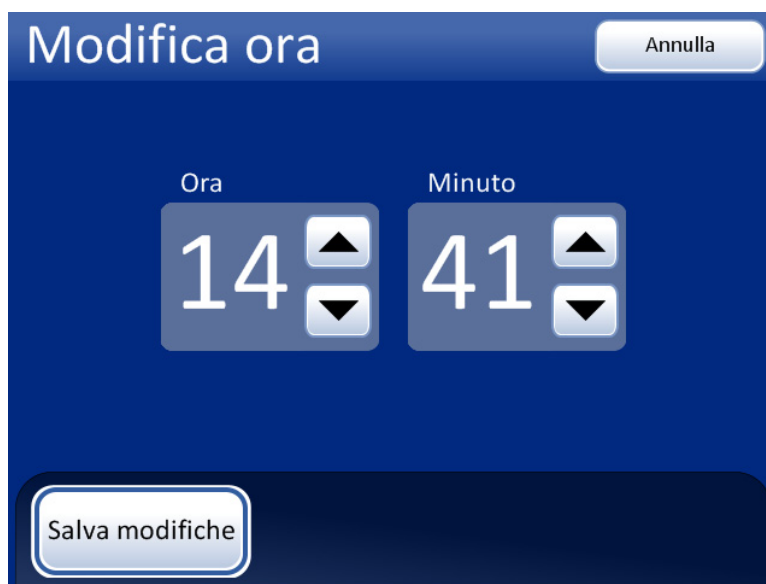 Modifica ora
Annulla
Ora
Minuto
14
41
Salva modifiche